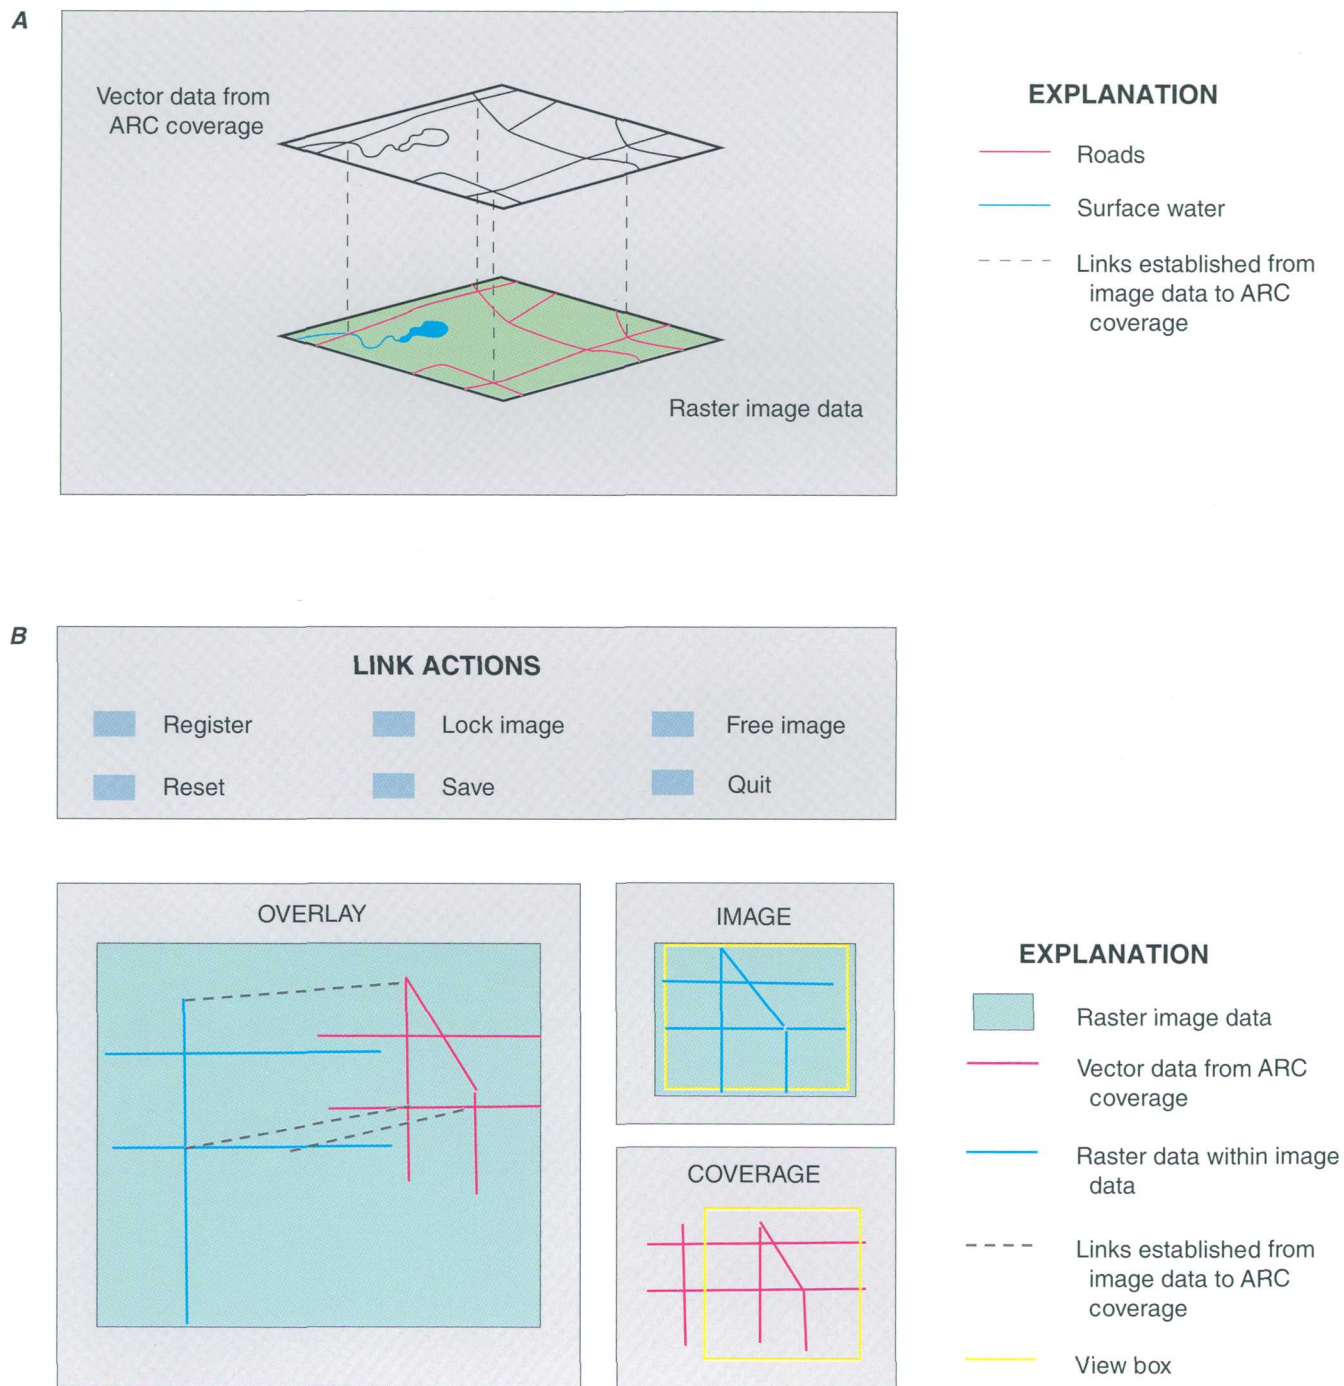 A
Vector data from
ARC coverage
Raster image data
EXPLANATION
Roads
Surface water
Links established from
image data to ARC
coverage
B
LINK ACTIONS
Register
Lock image
Free image
Reset
Save
Quit
OVERLAY
IMAGE
COVERAGE
EXPLANATION
Raster image data
Vector data from ARC
coverage
Raster data within image
data
Links established from
image data to ARC
coverage
View box